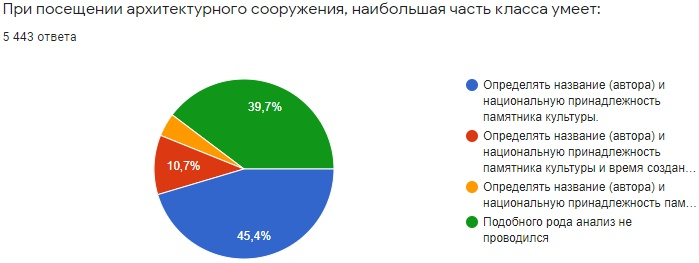 При посещении архитектурного сооружения, наибольшая часть класса умеет:
5 443 ответа
39,7%
10,7%
45,4%
Определять название (автора) и
национальную принадлежность
памятника культуры.
Определять название (автора) и
национальную принадлежность
памятника культуры и время создан...
Определять название (автора) и
национальную принадлежность пам...
Подобного рода анализ не
проводился